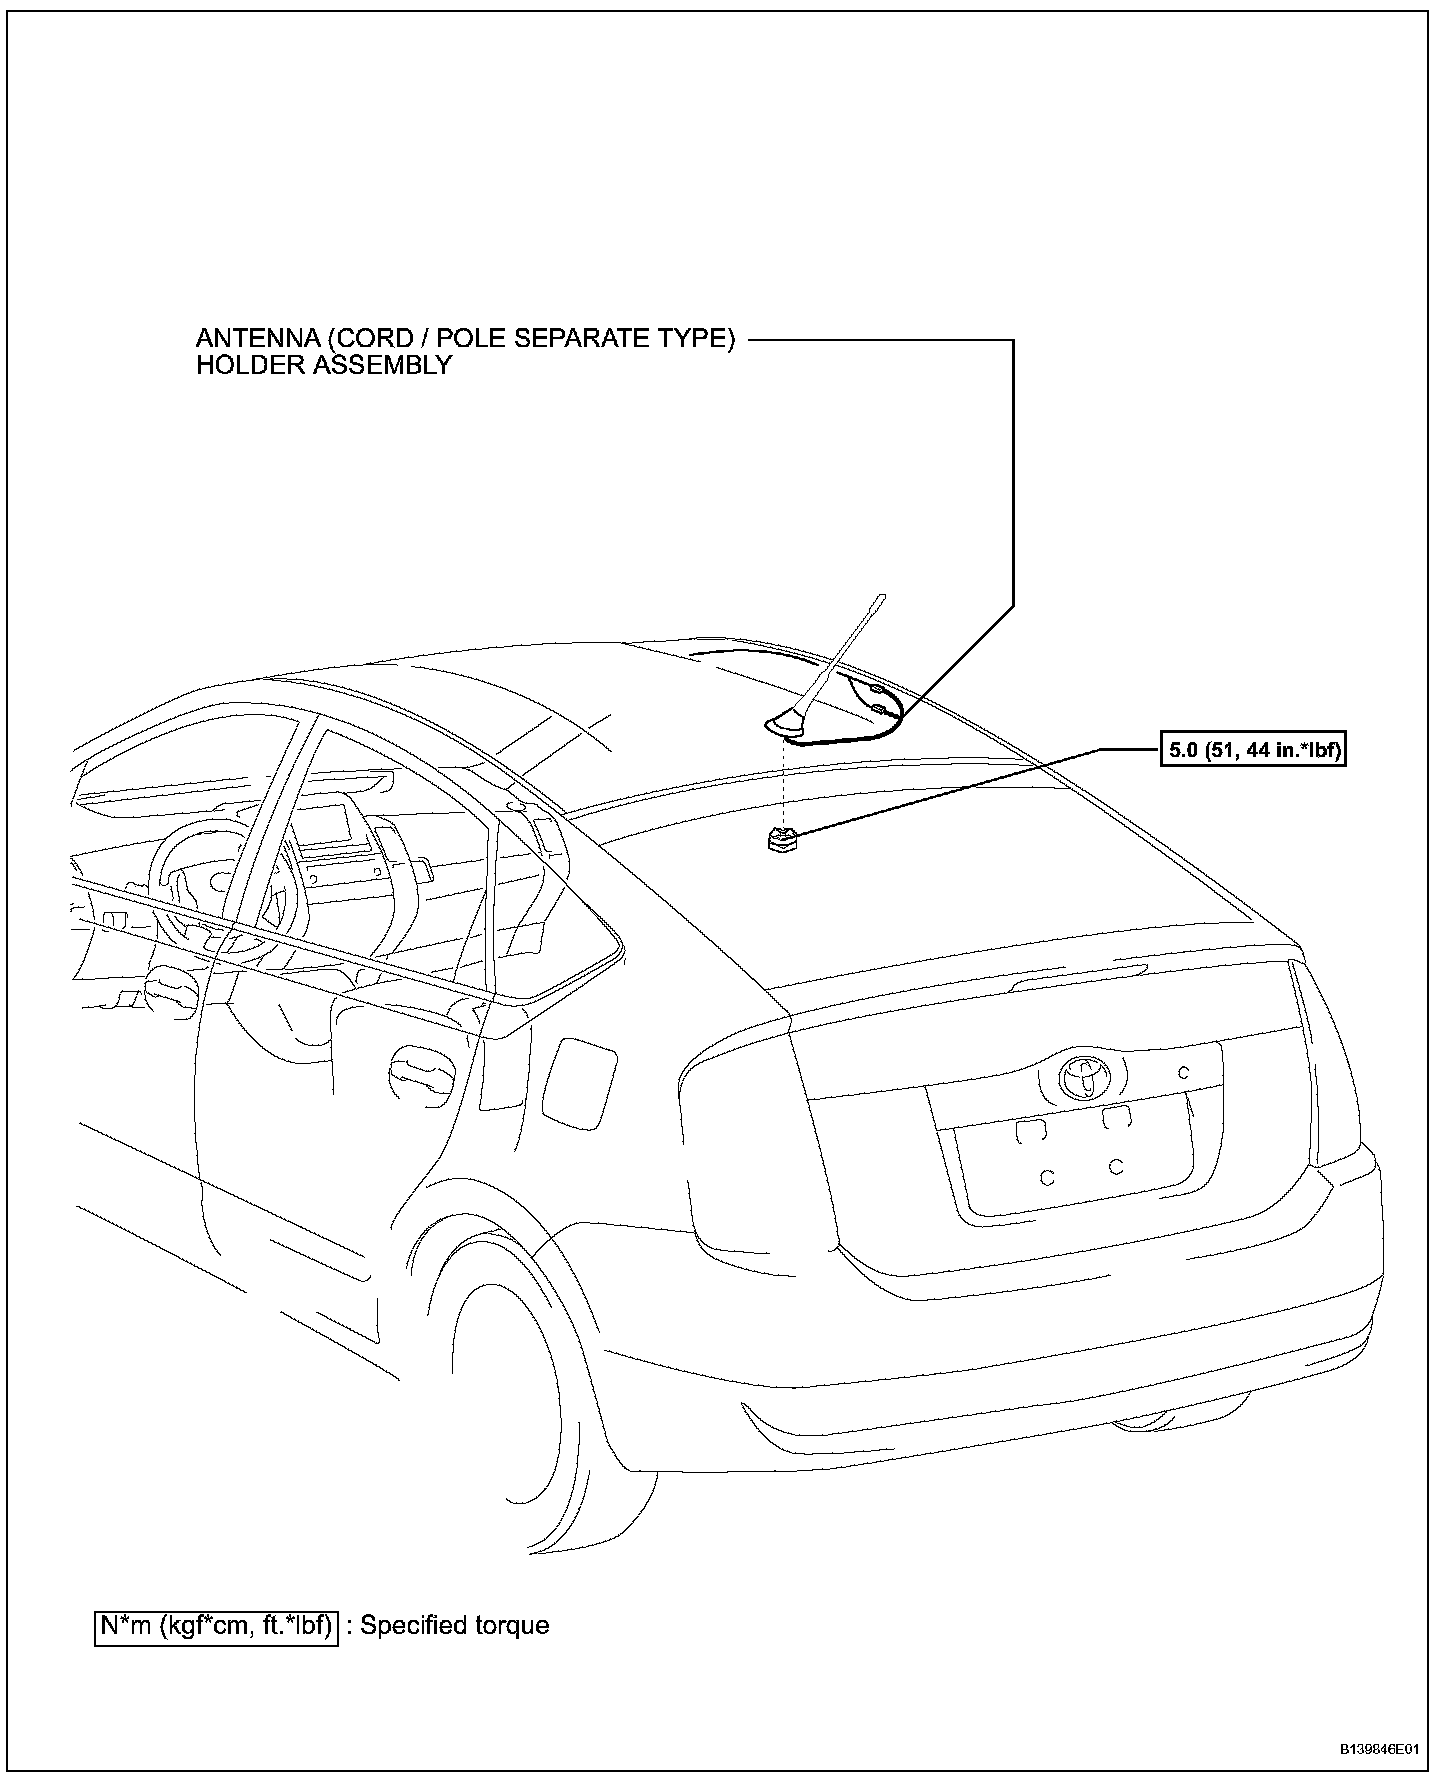 ANTENNA (CORD / POLE SEPARATE TYPE)
HOLDER ASSEMBLY
5.0 (51, 44 in.*lbf)
N*m (kgf*cm, ft.*lbf) : Specified torque
B139846E01